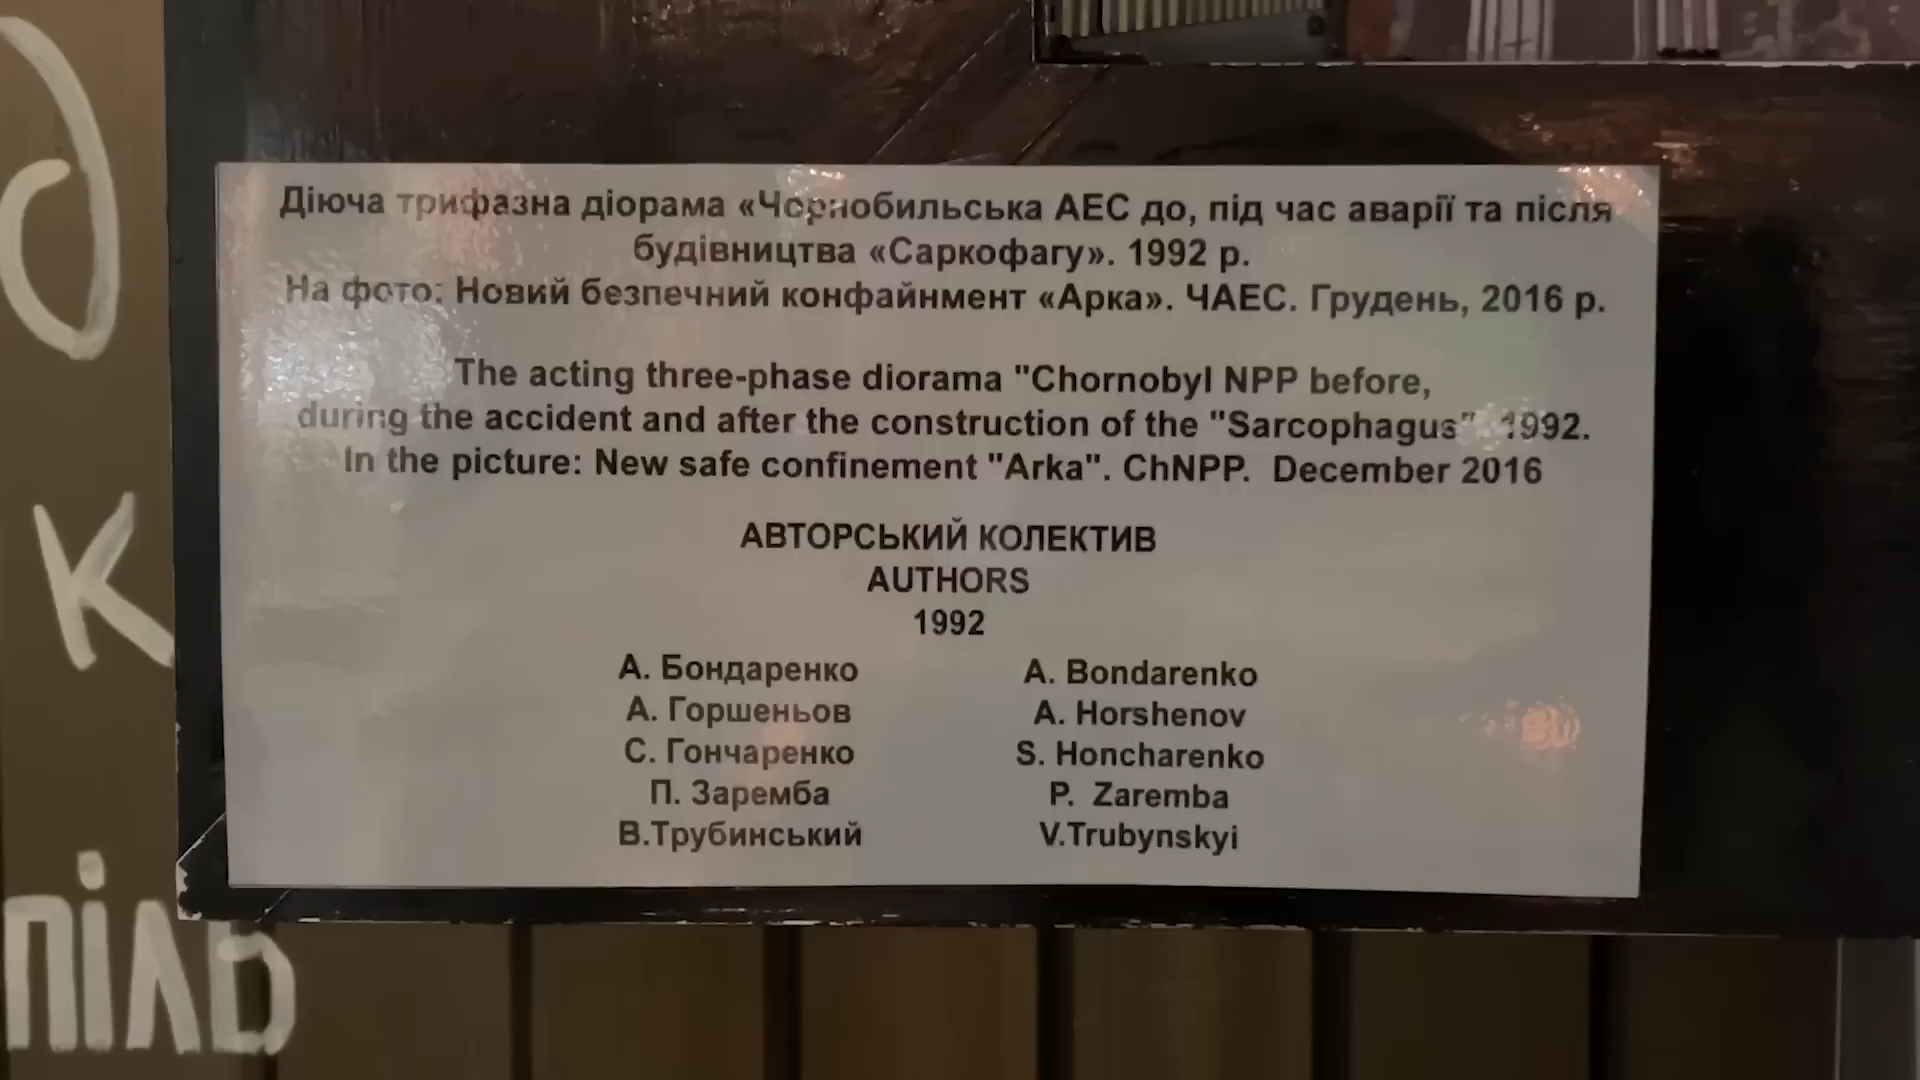 Діюча трифазна діорама «Чорнобильська АЕС до, під час аварії та після
будівництва «Саркофагу». 1992 р.
На фото: Новий безпечний конфайнмент «Арка». ЧАЕС. Грудень, 2016 р.
The acting three-phase diorama "Chornobyl NPP before,
during the accident and after the construction of the "Sarcophagus" 1992.
In the picture: New safe confinement "Arka". ChNPP. December 2016
АВТОРСЬКИЙ КОЛЕКТИВ
AUTHORS
1992
А. Бондаренко
А. Горшеньов
С. Гончаренко
П. Заремба
В.Трубинський
A. Bondarenko
A. Horshenov
S. Honcharenko
P. Zaremba
V.Trubynskyi
К
піль